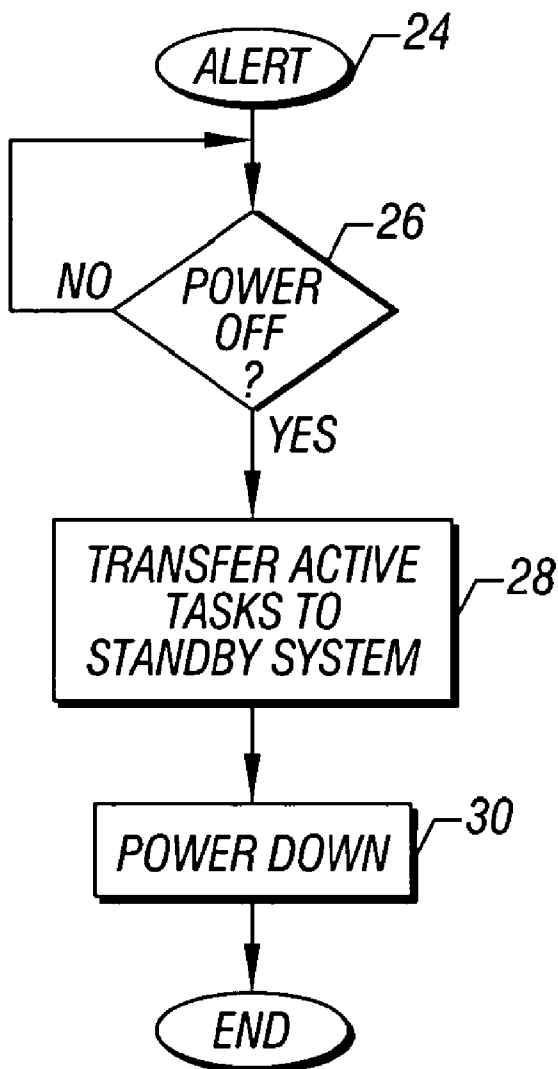 ALERT
24
26
POWER
OFF
?
NO
YES
TRANSFER ACTIVE
TASKS TO
STANDBY SYSTEM
28
POWER DOWN
30
END